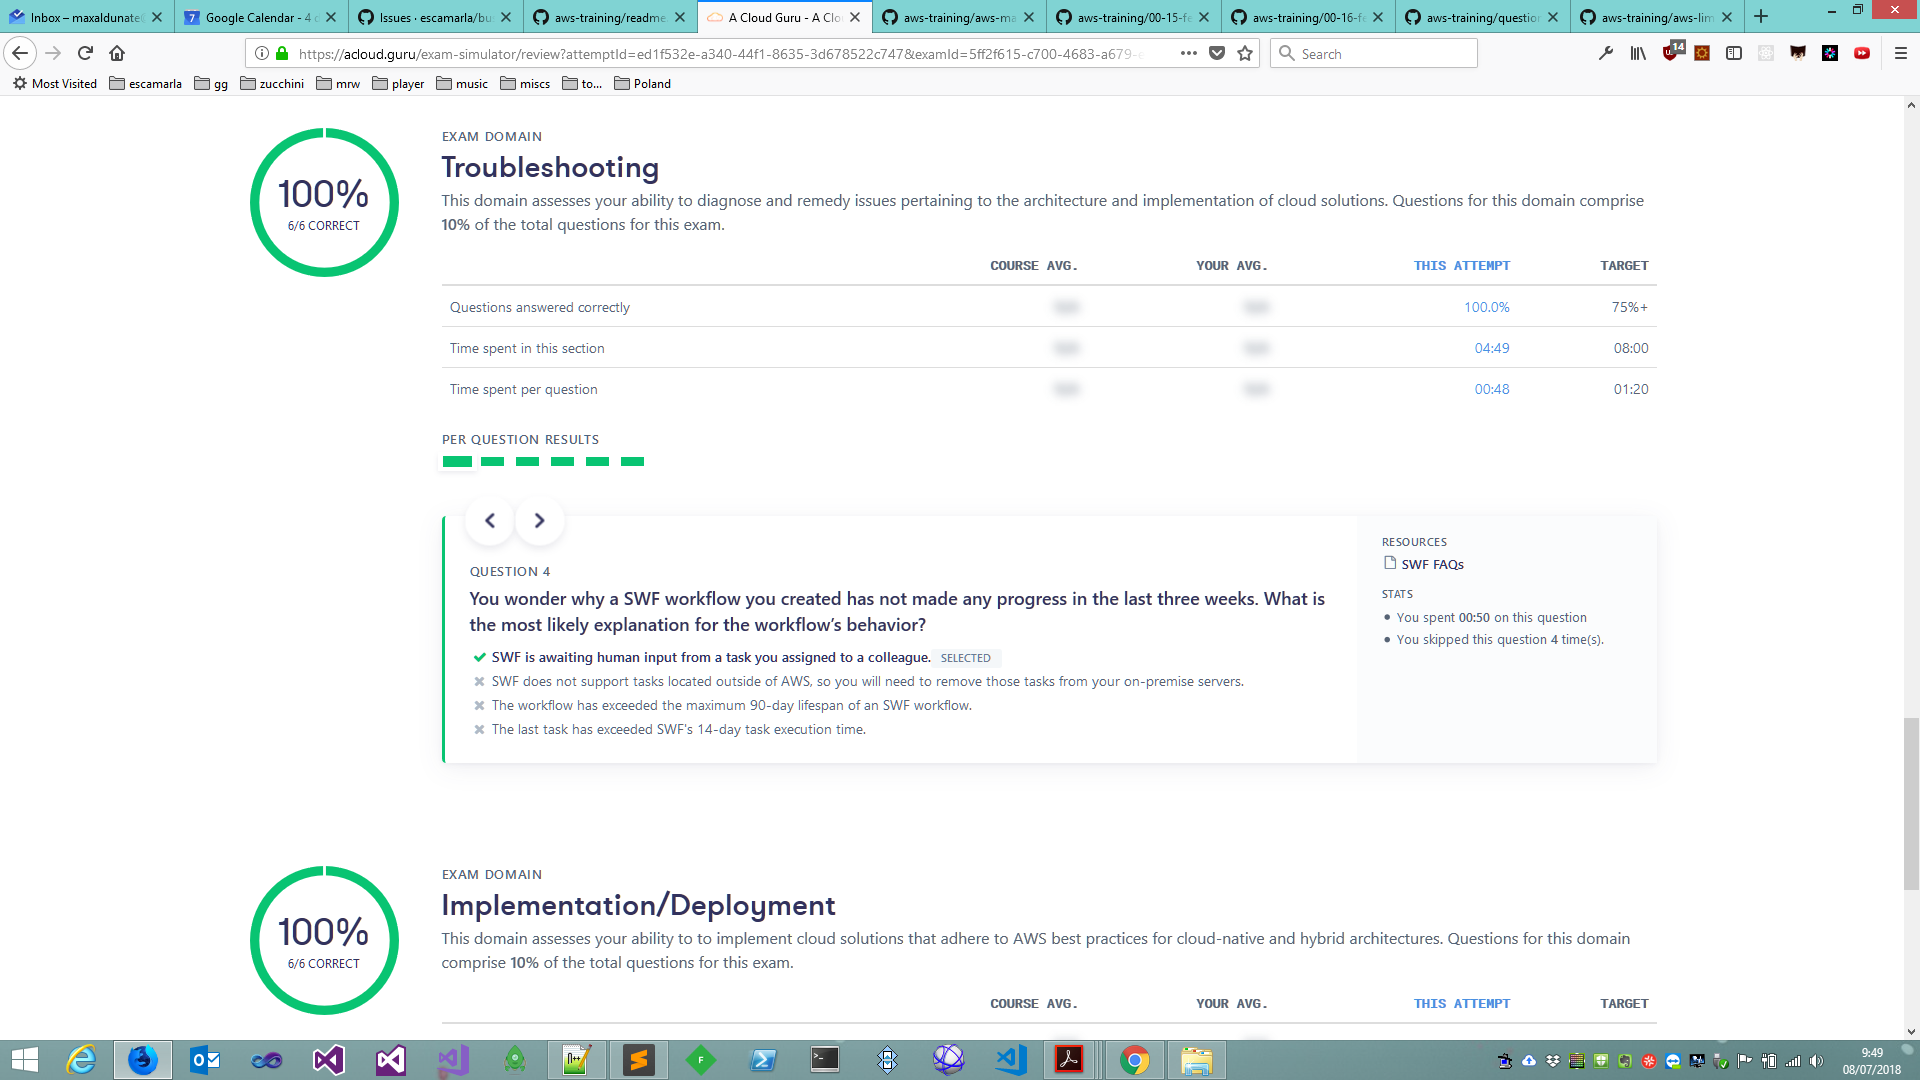 Inbox – maxaldunate
Google Calendar - 4 d
Issues · escamarla/bu
aws-training/readme.
A Cloud Guru - A Clo
aws-training/aws-ma
aws-training/00-15-fe
aws-training/00-16-fe
aws-training/question
aws-training/aws-lim
https://acloud.guru/exam-simulator/review?attemptId=ed1f532e-a340-44f1-8635-3d678522c747&examId=5ff2f615-c700-4683-a679-e
Search
14
Most Visited
escamarla
gg
zucchini
mrw
player
music
miscs
to...
Poland
100%
6/6 CORRECT
EXAM DOMAIN
Troubleshooting
This domain assesses your ability to diagnose and remedy issues pertaining to the architecture and implementation of cloud solutions. Questions for this domain comprise
10% of the total questions for this exam.
COURSE AVG. YOUR AVG. THIS ATTEMPT TARGET
Questions answered correctly 100.0% 75%+
Time spent in this section 04:49 08:00
Time spent per question 00:48 01:20
PER QUESTION RESULTS
QUESTION 4
You wonder why a SWF workflow you created has not made any progress in the last three weeks. What is
the most likely explanation for the workflow’s behavior?
SWF is awaiting human input from a task you assigned to a colleague. SELECTED
SWF does not support tasks located outside of AWS, so you will need to remove those tasks from your on-premise servers.
The workflow has exceeded the maximum 90-day lifespan of an SWF workflow.
The last task has exceeded SWF's 14-day task execution time.
RESOURCES
SWF FAQs
STATS
You spent 00:50 on this question
You skipped this question 4 time(s).
100%
6/6 CORRECT
EXAM DOMAIN
Implementation/Deployment
This domain assesses your ability to to implement cloud solutions that adhere to AWS best practices for cloud-native and hybrid architectures. Questions for this domain
comprise 10% of the total questions for this exam.
COURSE AVG. YOUR AVG. THIS ATTEMPT TARGET
9:49
08/07/2018